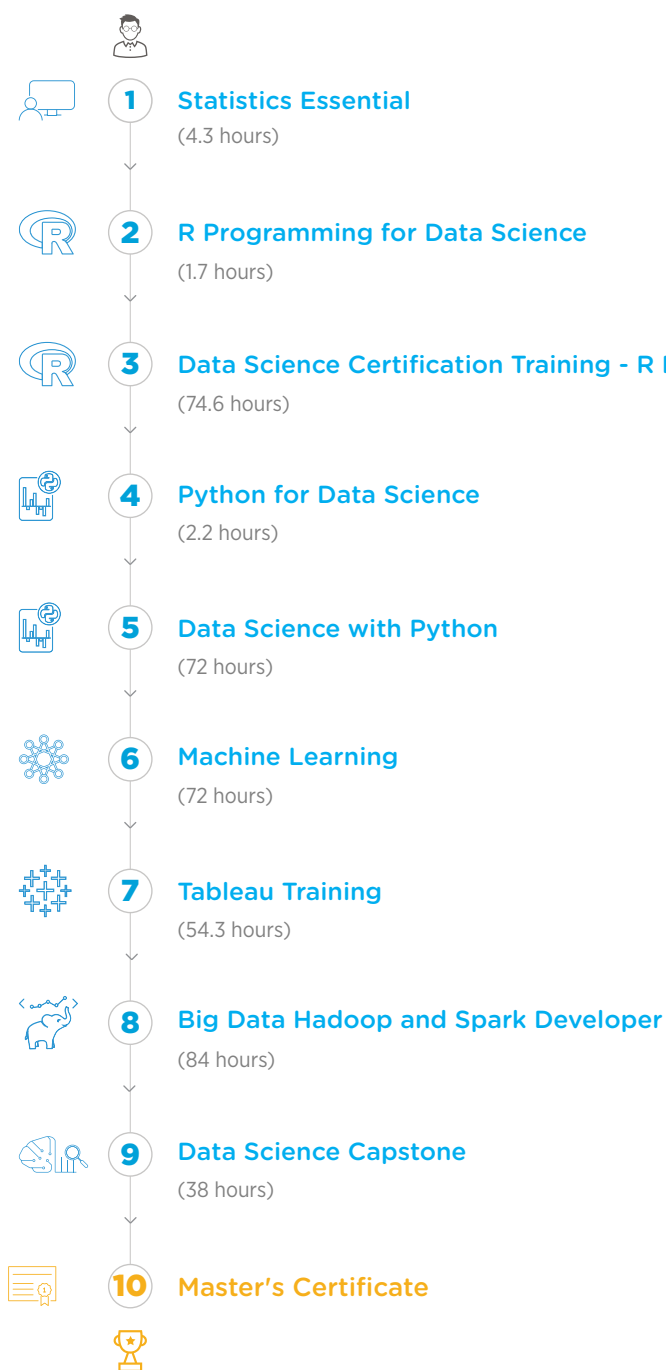 1 Statistics Essential
(4.3 hours)
2 R Programming for Data Science
(1.7 hours)
3 Data Science Certification Training - R
(74.6 hours)
4 Python for Data Science
(2.2 hours)
5 Data Science with Python
(72 hours)
6 Machine Learning
(72 hours)
7 Tableau Training
(54.3 hours)
8 Big Data Hadoop and Spark Developer
(84 hours)
9 Data Science Capstone
(38 hours)
10 Master's Certificate